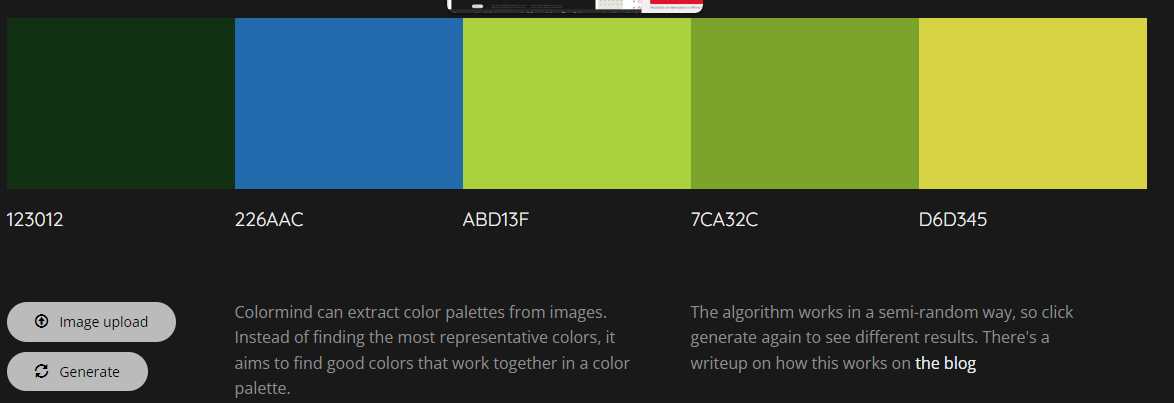 123012
226AAC
ABD13F
7CA32C
D6D345
Image upload
Generate
Colormind can extract color palettes from images.
Instead of finding the most representative colors, it
aims to find good colors that work together in a color
palette.
The algorithm works in a semi-random way, so click
generate again to see different results. There's a
writeup on how this works on the blog